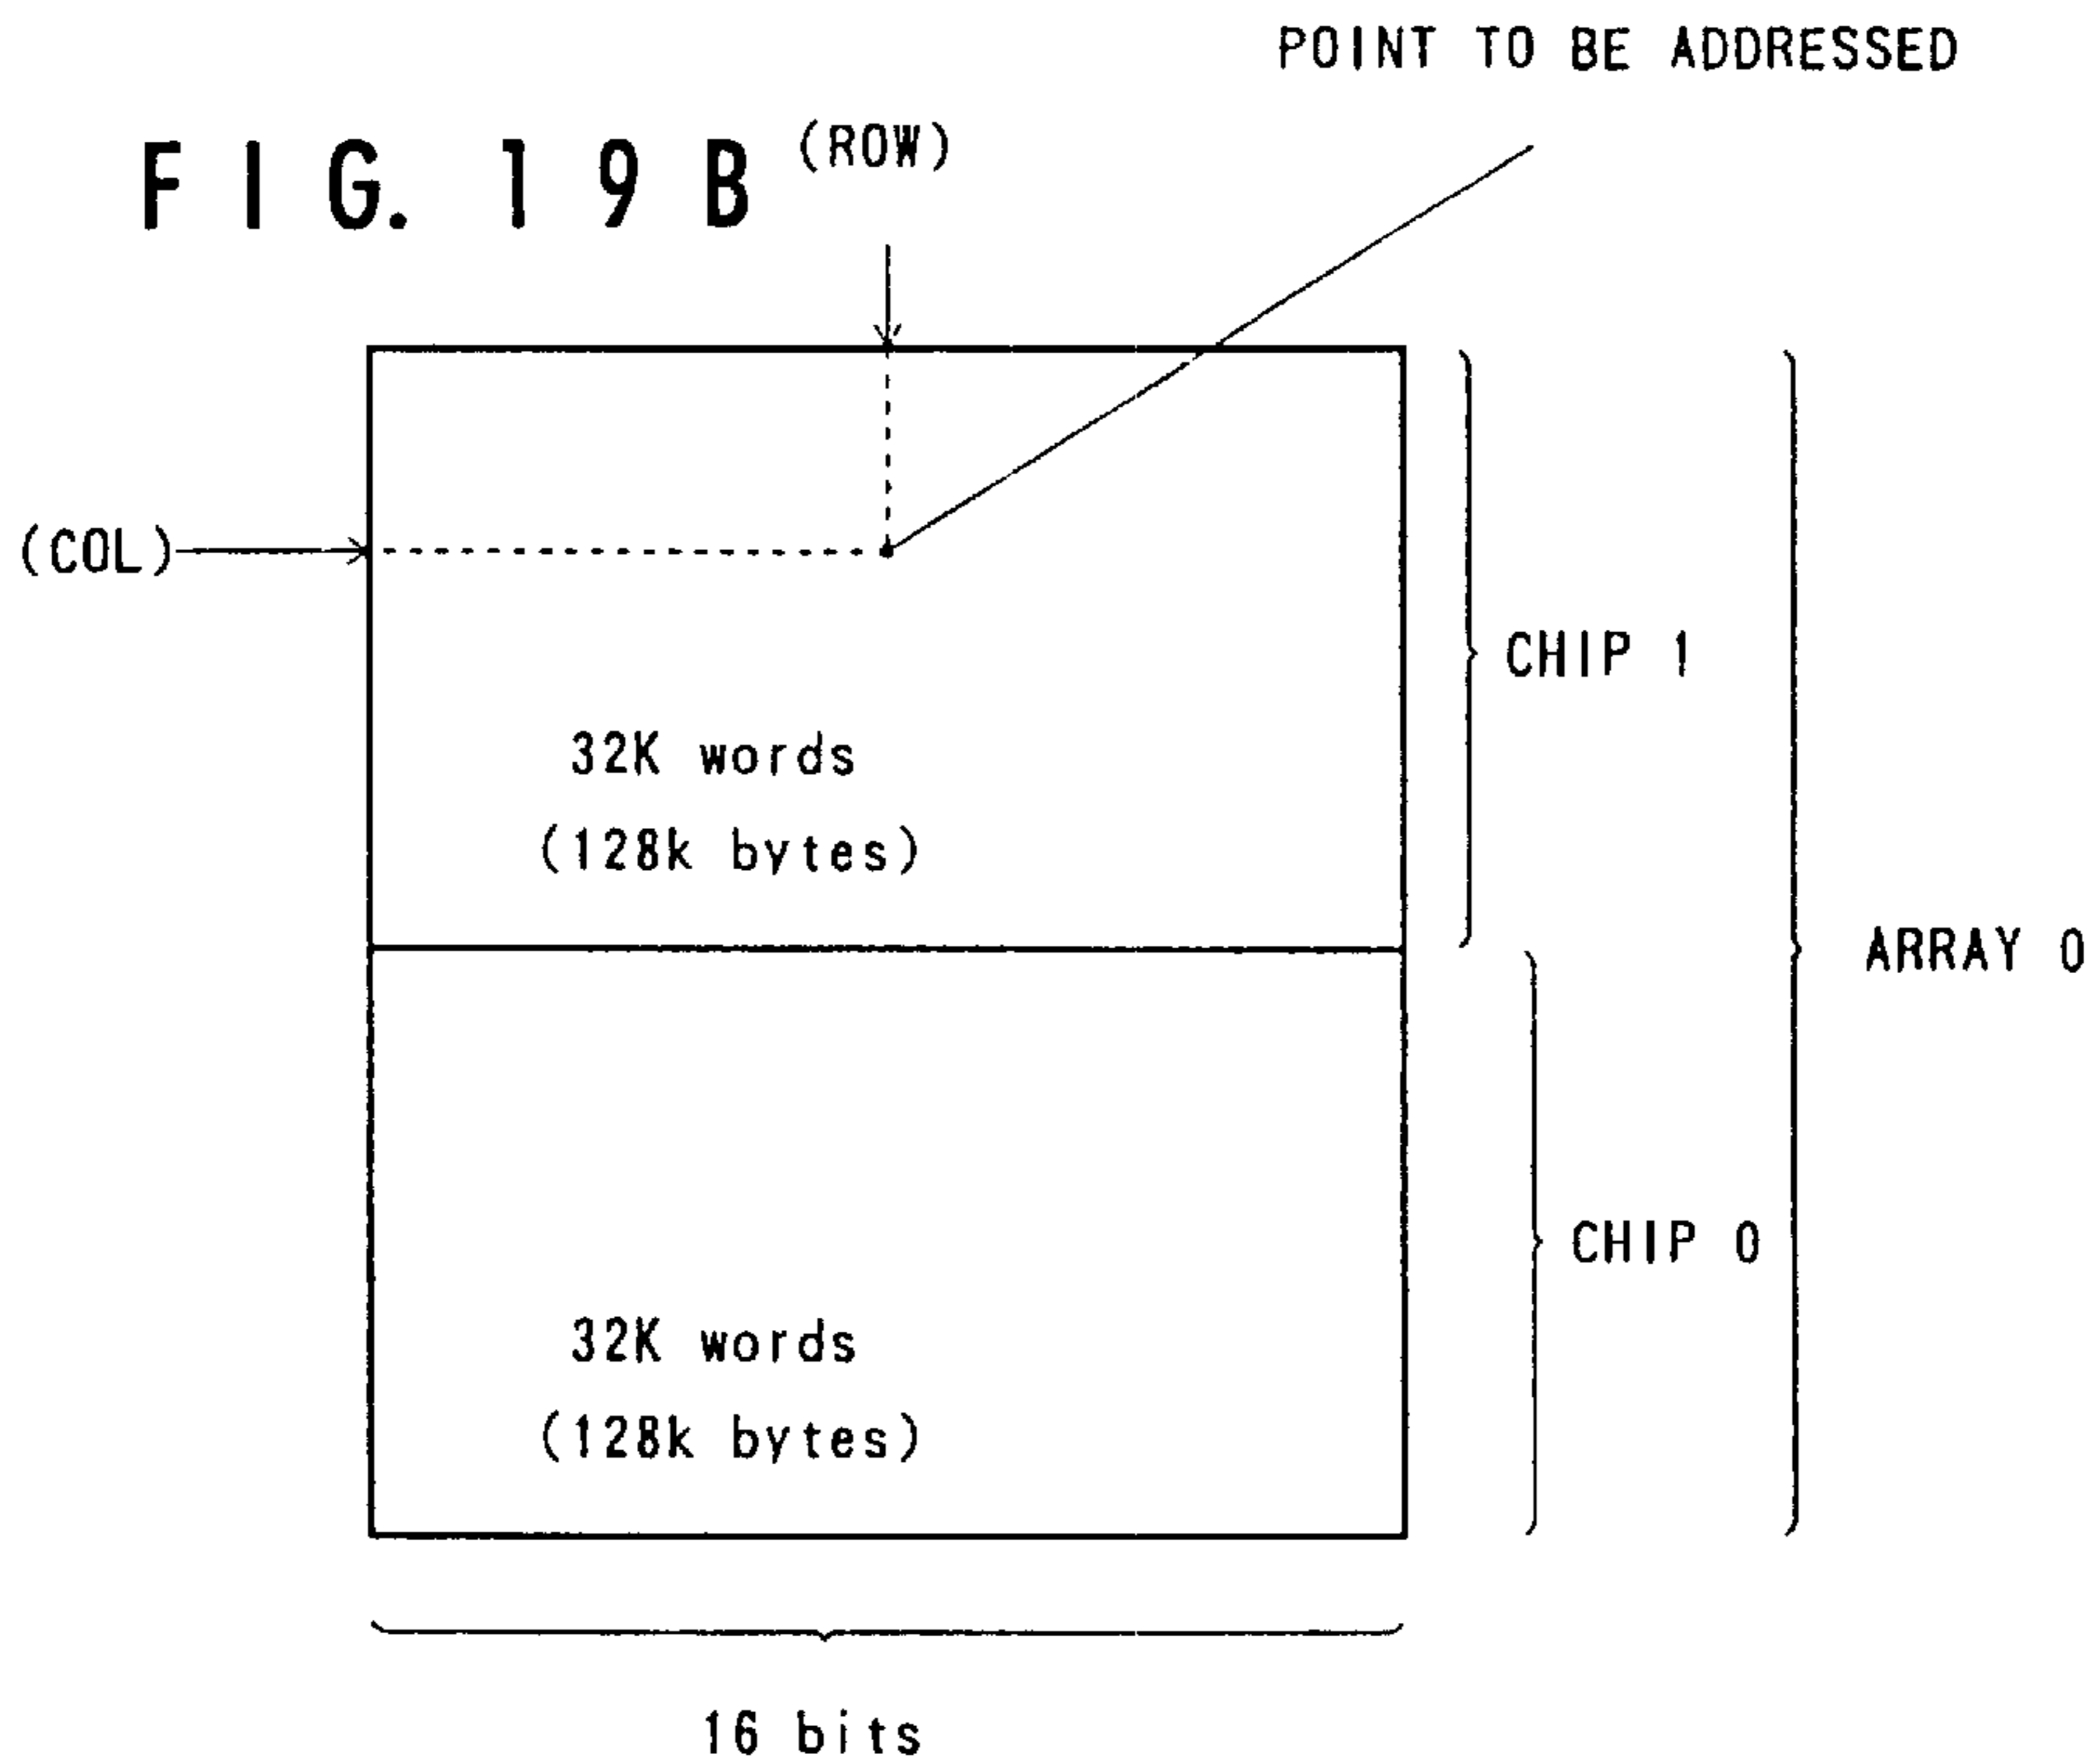 POINT TO BE ADDRESSED
FIG. 19B
(ROW)
(COL)
CHIP 1
32K words
(128k bytes)
ARRAY 0
CHIP 0
32K words
(128k bytes)
16 bits